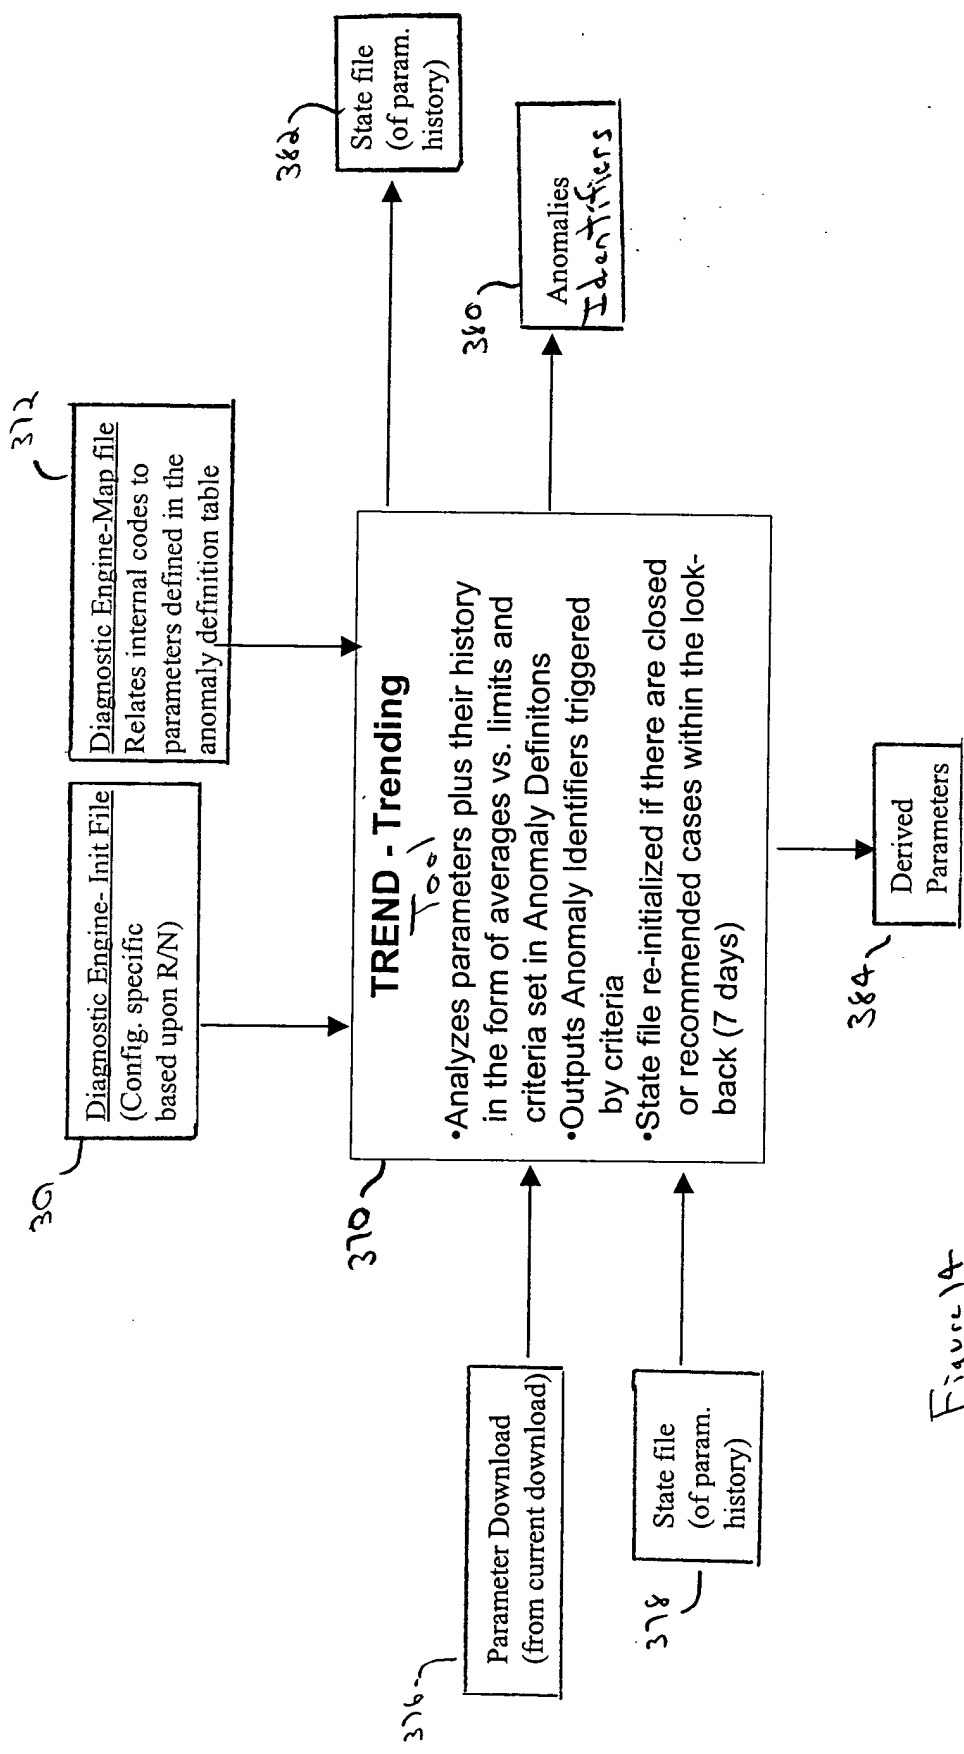 301
Diagnostic Engine- Init File
(Config. specific
based upon R/N)
372
Diagnostic Engine-Map file
Relates internal codes to
parameters defined in the
anomaly definition table
370
TREND - Trending
Tool
•Analyzes parameters plus their history
in the form of averages vs. limits and
criteria set in Anomaly Definitons
•Outputs Anomaly Identifiers triggered
by criteria
•State file re-initialized if there are closed
or recommended cases within the look-
back (7 days)
376
Parameter Download
(from current download)
378
State file
(of param.
history)
382
State file
(of param.
history)
380
Anomalies
Identifiers
384
Derived
Parameters
Figure 14